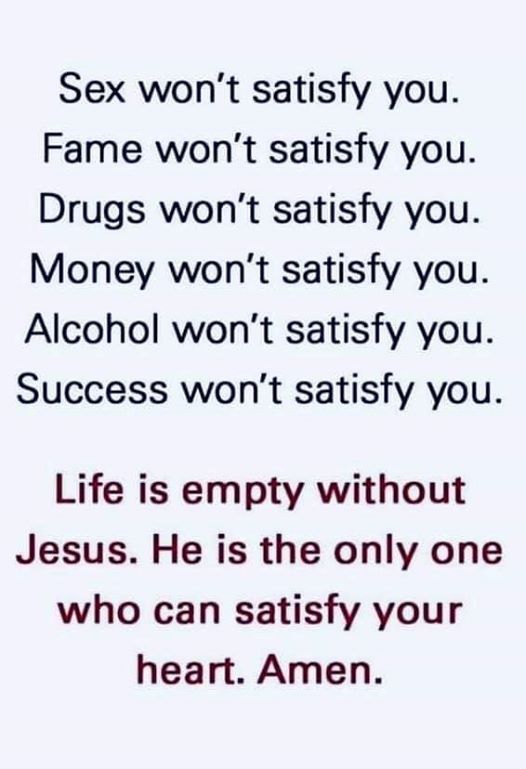 Sex won't satisfy you.
Fame won't satisfy you.
Drugs won't satisfy you.
Money won't satisfy you.
Alcohol won't satisfy you.
Success won't satisfy you.
Life is empty without
Jesus. He is the only one
who can satisfy your
heart. Amen.